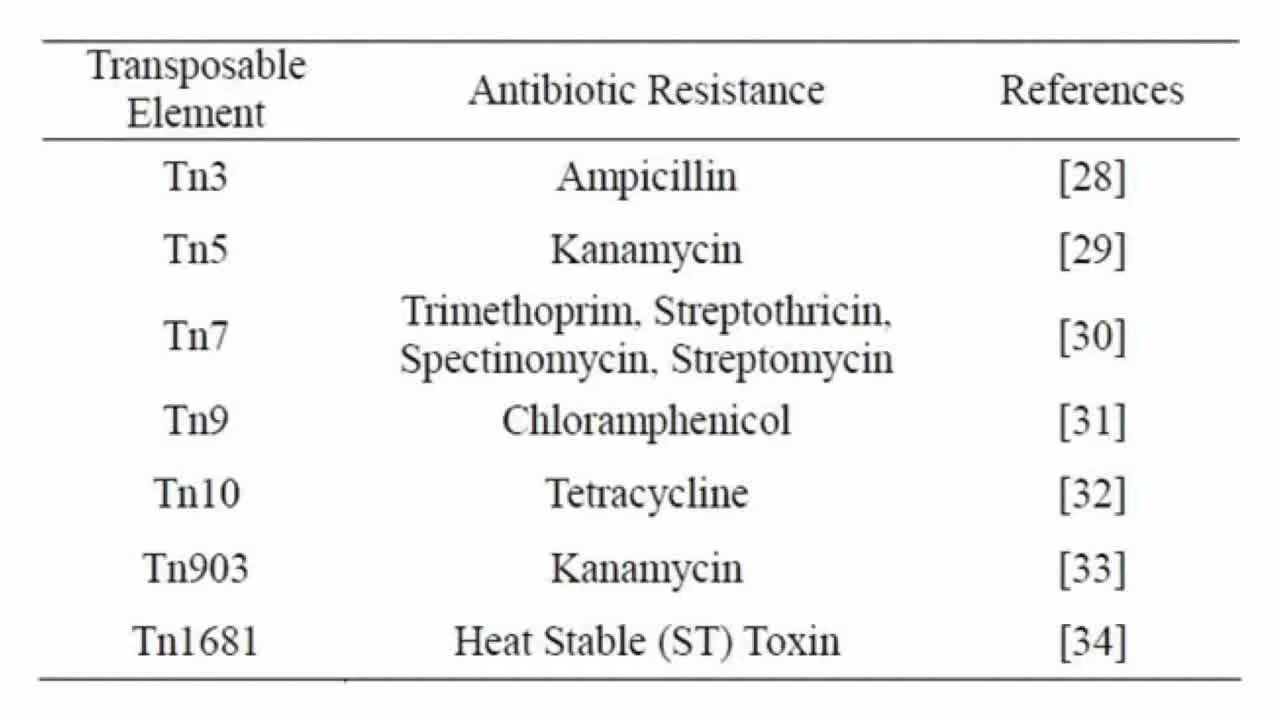 Transposable Element Antibiotic Resistance References
Tn3 Ampicillin [28]
Tn5 Kanamycin [29]
Tn7 Trimethoprim, Streptothricin, Spectinomycin, Streptomycin [30]
Tn9 Chloramphenicol [31]
Tn10 Tetracycline [32]
Tn903 Kanamycin [33]
Tn1681 Heat Stable (ST) Toxin [34]